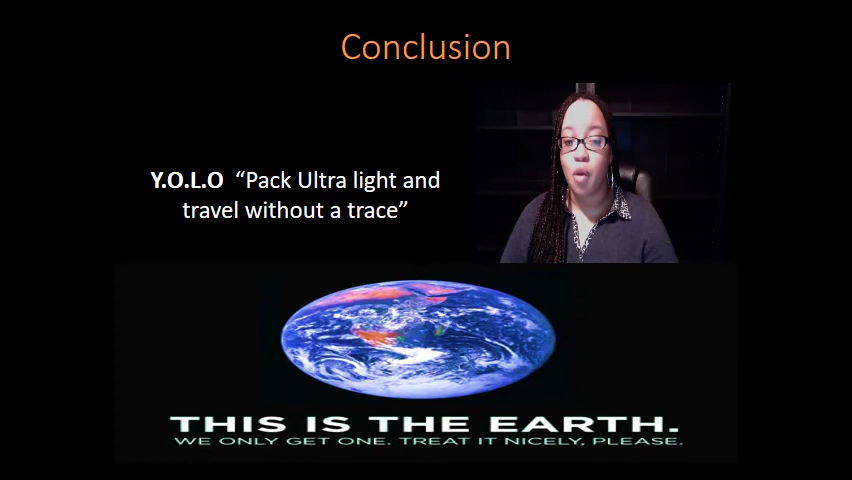 Conclusion
Y.O.L.O “Pack Ultra light and
travel without a trace”
THIS IS THE EARTH.
WE ONLY GET ONE. TREAT IT NICELY, PLEASE.